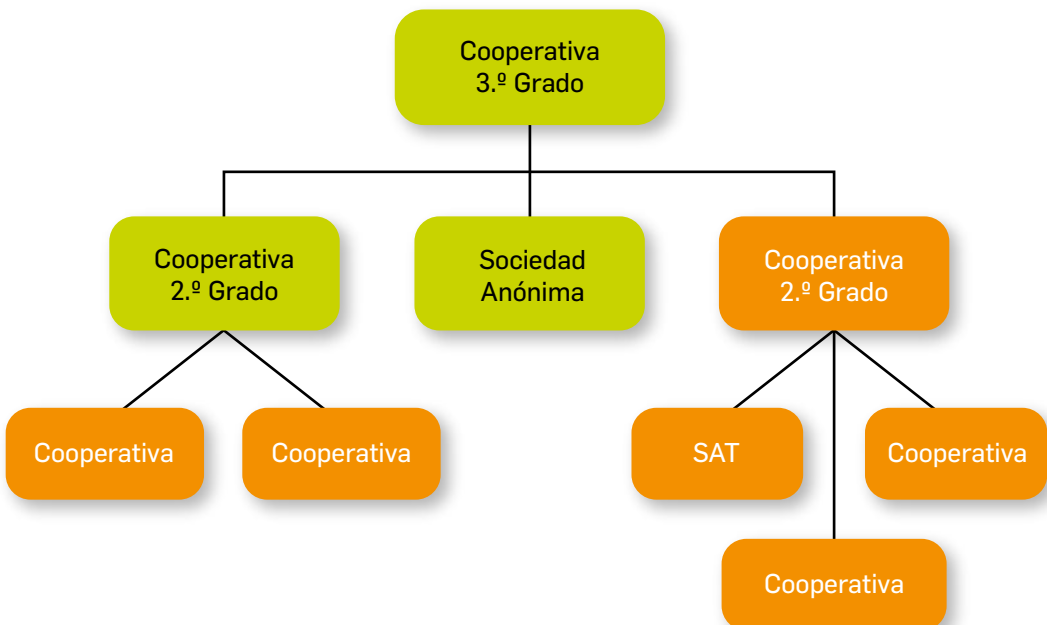 Cooperativa
3.º Grado
Cooperativa
2.º Grado
Sociedad
Anónima
Cooperativa
2.º Grado
Cooperativa
Cooperativa
SAT
Cooperativa
Cooperativa